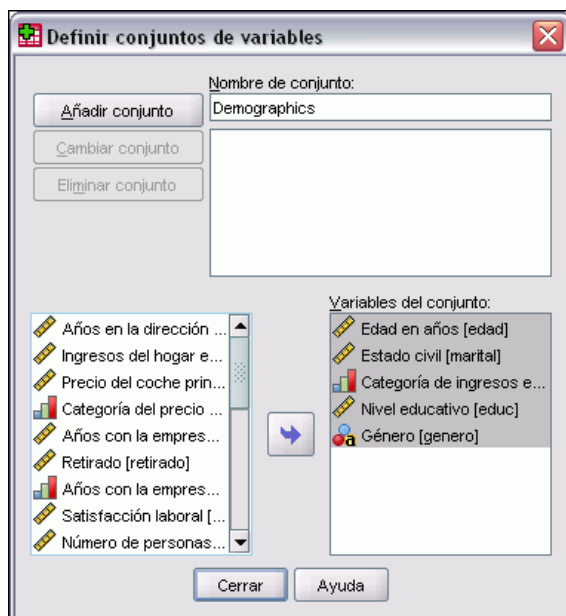 Definir conjuntos de variables
Nombre de conjunto:
Añadir conjunto
Demographics
Cambiar conjunto
Eliminar conjunto
Variables del conjunto:
Años en la dirección ...
Ingresos del hogar e...
Precio del coche prin...
Categoría del precio ...
Años con la empres...
Retirado [retirado]
Años con la empres...
Satisfacción laboral [...
Número de personas...
Edad en años [edad]
Estado civil [marital]
Categoría de ingresos e...
Nivel educativo [educ]
Género [genero]
Cerrar
Ayuda